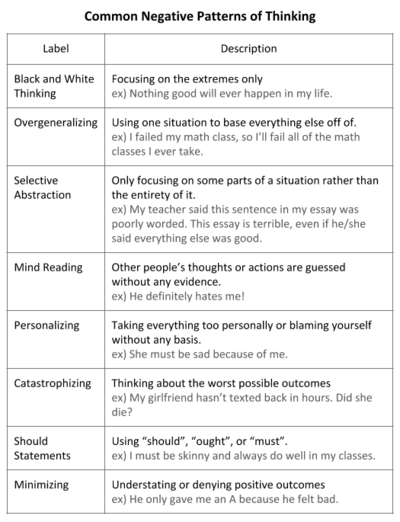 Common Negative Patterns of Thinking
Label
Description
Black and White
Thinking
Focusing on the extremes only
ex) Nothing good will ever happen in my life.
Overgeneralizing
Using one situation to base everything else off of.
ex) I failed my math class, so I’ll fail all of the math
classes I ever take.
Selective
Abstraction
Only focusing on some parts of a situation rather than
the entirety of it.
ex) My teacher said this sentence in my essay was
poorly worded. This essay is terrible, even if he/she
said everything else was good.
Mind Reading
Other people’s thoughts or actions are guessed
without any evidence.
ex) He definitely hates me!
Personalizing
Taking everything too personally or blaming yourself
without any basis.
ex) She must be sad because of me.
Catastrophizing
Thinking about the worst possible outcomes
ex) My girlfriend hasn’t texted back in hours. Did she
die?
Should
Statements
Using “should”, “ought”, or “must”.
ex) I must be skinny and always do well in my classes.
Minimizing
Understating or denying positive outcomes
ex) He only gave me an A because he felt bad.